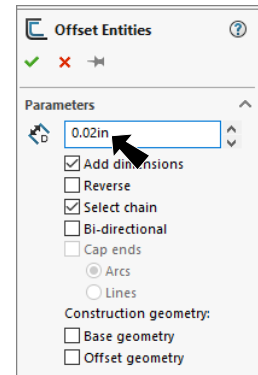 Offset Entities
Parameters
D
0.02in
Add dimensions
Reverse
Select chain
Bi-directional
Cap ends
Arcs
Lines
Construction geometry:
Base geometry
Offset geometry